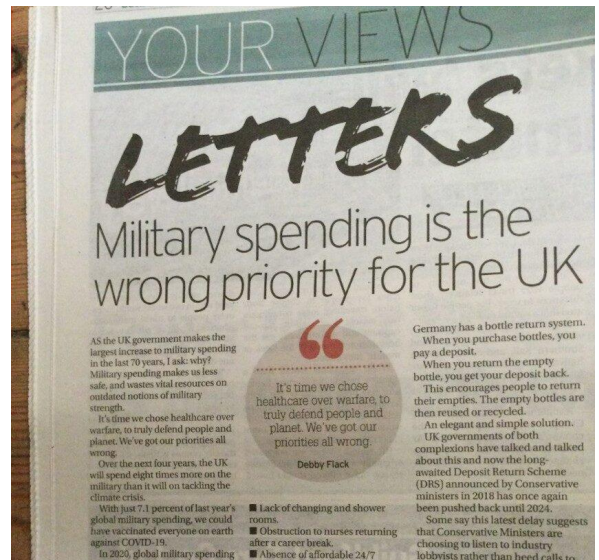 YOUR VIEWS
LETTERS
Military spending is the
wrong priority for the UK
AS the UK government makes the
largest increase to military spending
in the last 70 years, I ask: why?
Military spending makes us less
safe, and wastes vital resources on
outdated notions of military
strength.
It's time we chose healthcare over
warfare, to truly defend people and
planet. We've got our priorities all
wrong.
Over the next four years, the UK
will spend eight times more on the
military than it will on tackling the
climate crisis.
With just 7.1 percent of last year's
global military spending, we could
have vaccinated everyone on earth
against COVID-19.
In 2020, global military spending
“
It's time we chose
healthcare over warfare, to
truly defend people and
planet. We've got our
priorities all wrong.
Debby Flack
■ Lack of changing and shower
rooms.
■ Obstruction to nurses returning
after a career break.
■ Absence of affordable 24/7
Germany has a bottle return system.
When you purchase bottles, you
pay a deposit.
When you return the empty
bottle, you get your deposit back.
This encourages people to return
their empties. The empty bottles are
then reused or recycled.
An elegant and simple solution.
UK governments of both
complexions have talked and talked
about this and now the long-
awaited Deposit Return Scheme
(DRS) announced by Conservative
ministers in 2018 has once again
been pushed back until 2024.
Some say this latest delay suggests
that Conservative Ministers are
choosing to listen to industry
lobbyists rather than heed calls to